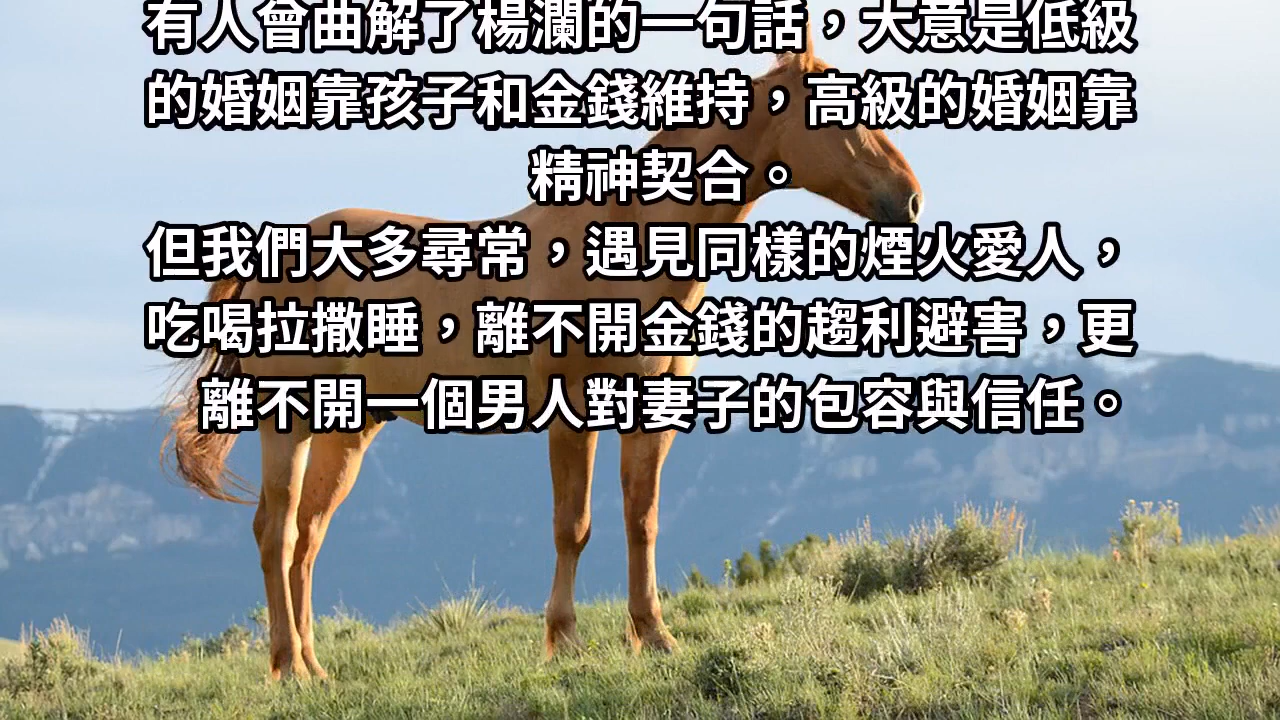 有人會曲解了楊瀾的一句話，大意是低級
的婚姻靠孩子和金錢維持，高級的婚姻靠
精神契合。
但我們大多尋常，遇見同樣的煙火愛人，
吃喝拉撒睡，離不開金錢的趨利避害，更
離不開一個男人對妻子的包容與信任。